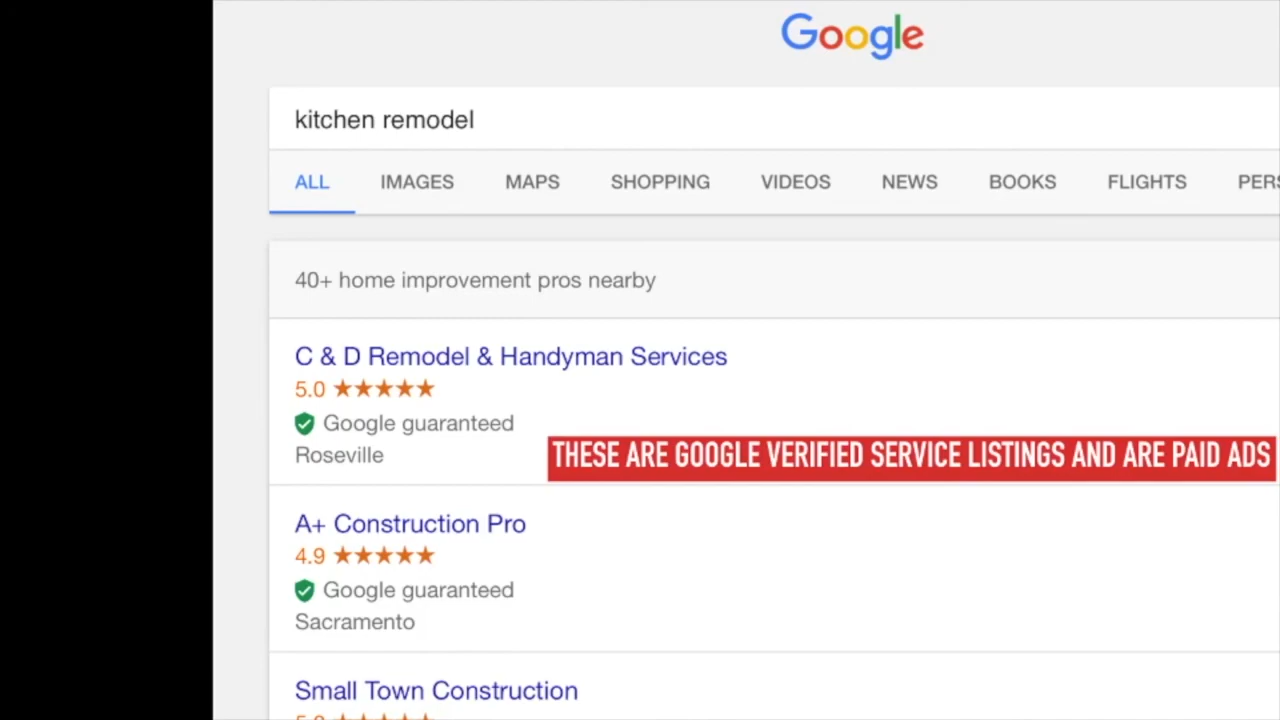 Google
kitchen remodel
ALL IMAGES MAPS SHOPPING VIDEOS NEWS BOOKS FLIGHTS
40+ home improvement pros nearby
C & D Remodel & Handyman Services
5.0 ★★★★★
Google guaranteed
Roseville
THESE ARE GOOGLE VERIFIED SERVICE LISTINGS AND ARE PAID ADS
A+ Construction Pro
4.9 ★★★★★
Google guaranteed
Sacramento
Small Town Construction